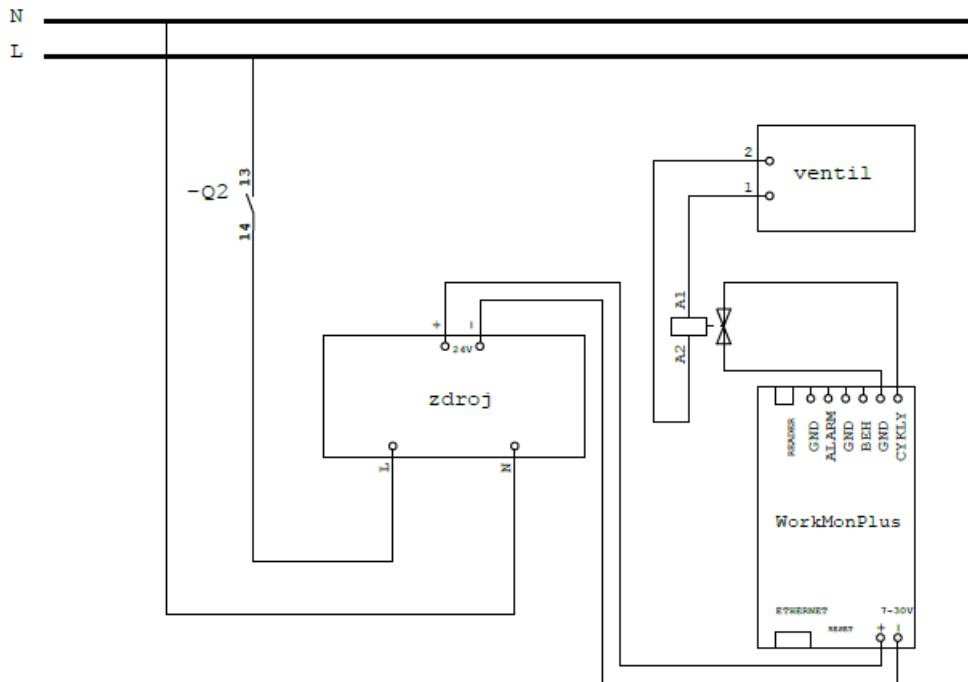 N
L
-Q2
13
14
2
ventil
1
A1
A2
+
-
24V
zdroj
L
N
READER
GND
ALARM
GND
BEH
GND
CYKLY
WorkMonPlus
ETHERNET
7-30V
RESET
+
-